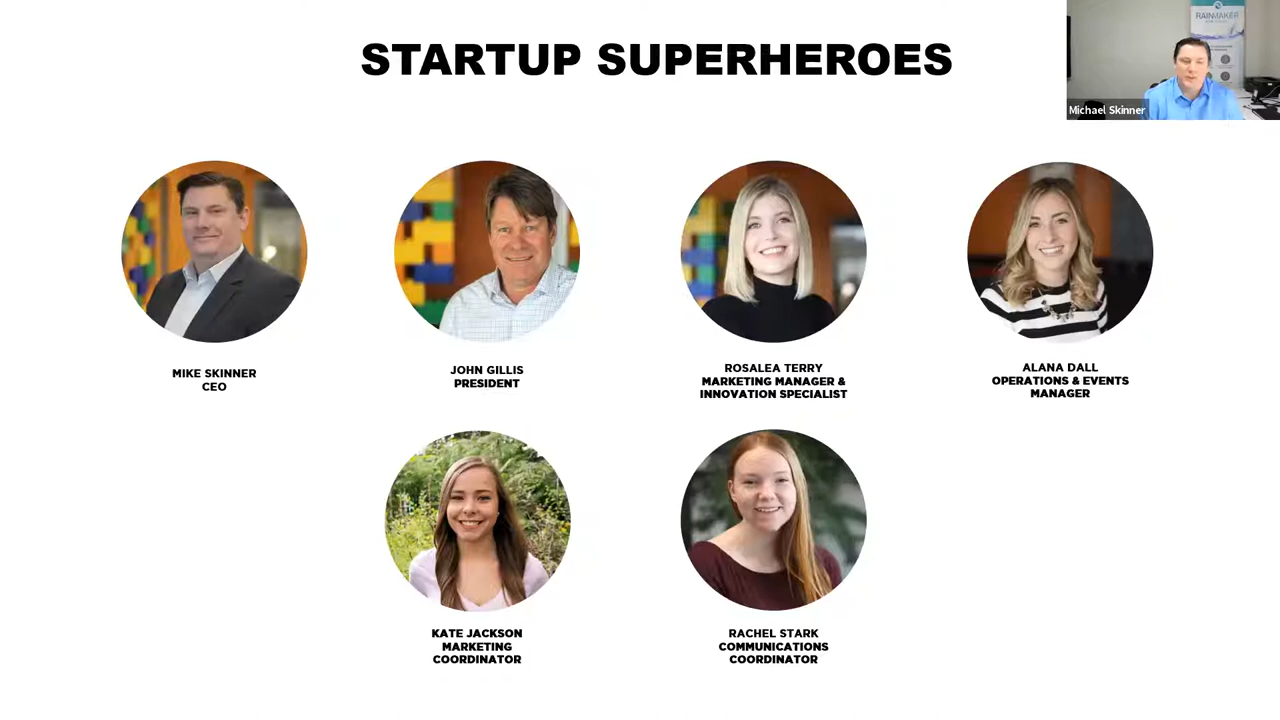 STARTUP SUPERHEROES
RAINMAKER
Michael Skinner
MIKE SKINNER
CEO
JOHN GILLIS
PRESIDENT
ROSALEA TERRY
MARKETING MANAGER &
INNOVATION SPECIALIST
ALANA DALL
OPERATIONS & EVENTS
MANAGER
KATE JACKSON
MARKETING
COORDINATOR
RACHEL STARK
COMMUNICATIONS
COORDINATOR